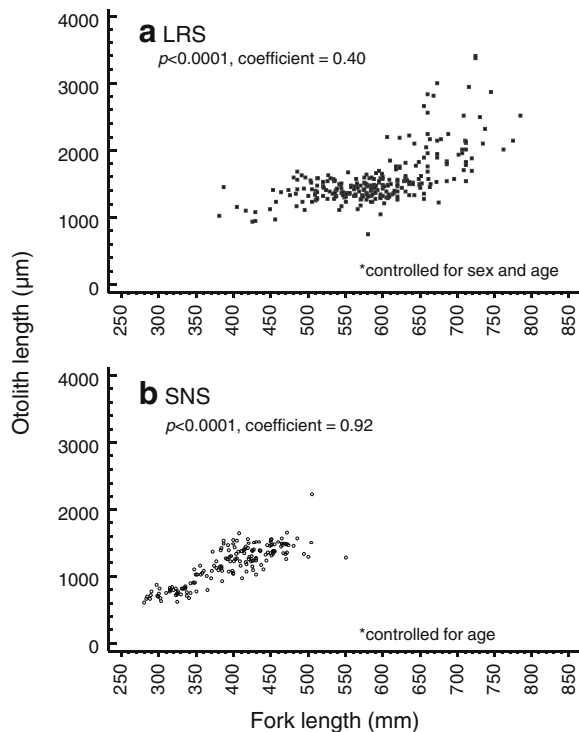 a LRS
p<0.0001, coefficient = 0.40
4000
3000
2000
1000
0
*controlled for sex and age
250 300 350 400 450 500 550 600 650 700 750 800 850
Otolith length (µm)
b SNS
p<0.0001, coefficient = 0.92
4000
3000
2000
1000
0
*controlled for age
250 300 350 400 450 500 550 600 650 700 750 800 850
Fork length (mm)